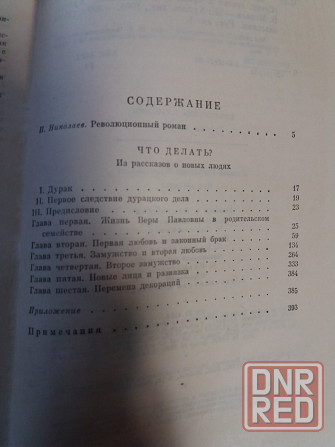 СОДЕРЖАНИЕ
П. Николаев. Революционный роман . . . . . . . . . . 5
ЧТО ДЕЛАТЬ?
Из рассказов о новых людях
I. Дурак . . . . . . . . . . 17
II. Первое следствие дурацкого дела . . . . . . . . . . 19
III. Предисловие . . . . . . . . . . 23
Глава первая. Жизнь Веры Павловны в родительском
семействе . . . . . . . . . . 25
Глава вторая. Первая любовь и законный брак . . . . 59
Глава третья. Замужество и вторая любовь . . . . 134
Глава четвертая. Второе замужество . . . . . . 264
Глава пятая. Новые лица и развязка . . . . . . 333
Глава шестая. Перемена декораций . . . . . . 384
Приложения . . . . . . . . . . 385
Примечания . . . . . . . . . . 393
DNR
RED